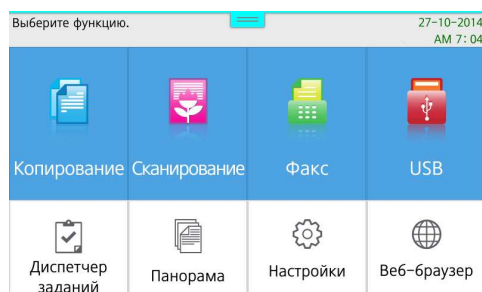 Выберите функцию.
27-10-2014
AM 7:04
Копирование Сканирование Факс USB
Диспетчер
заданий
Панорама
Настройки
Веб-браузер